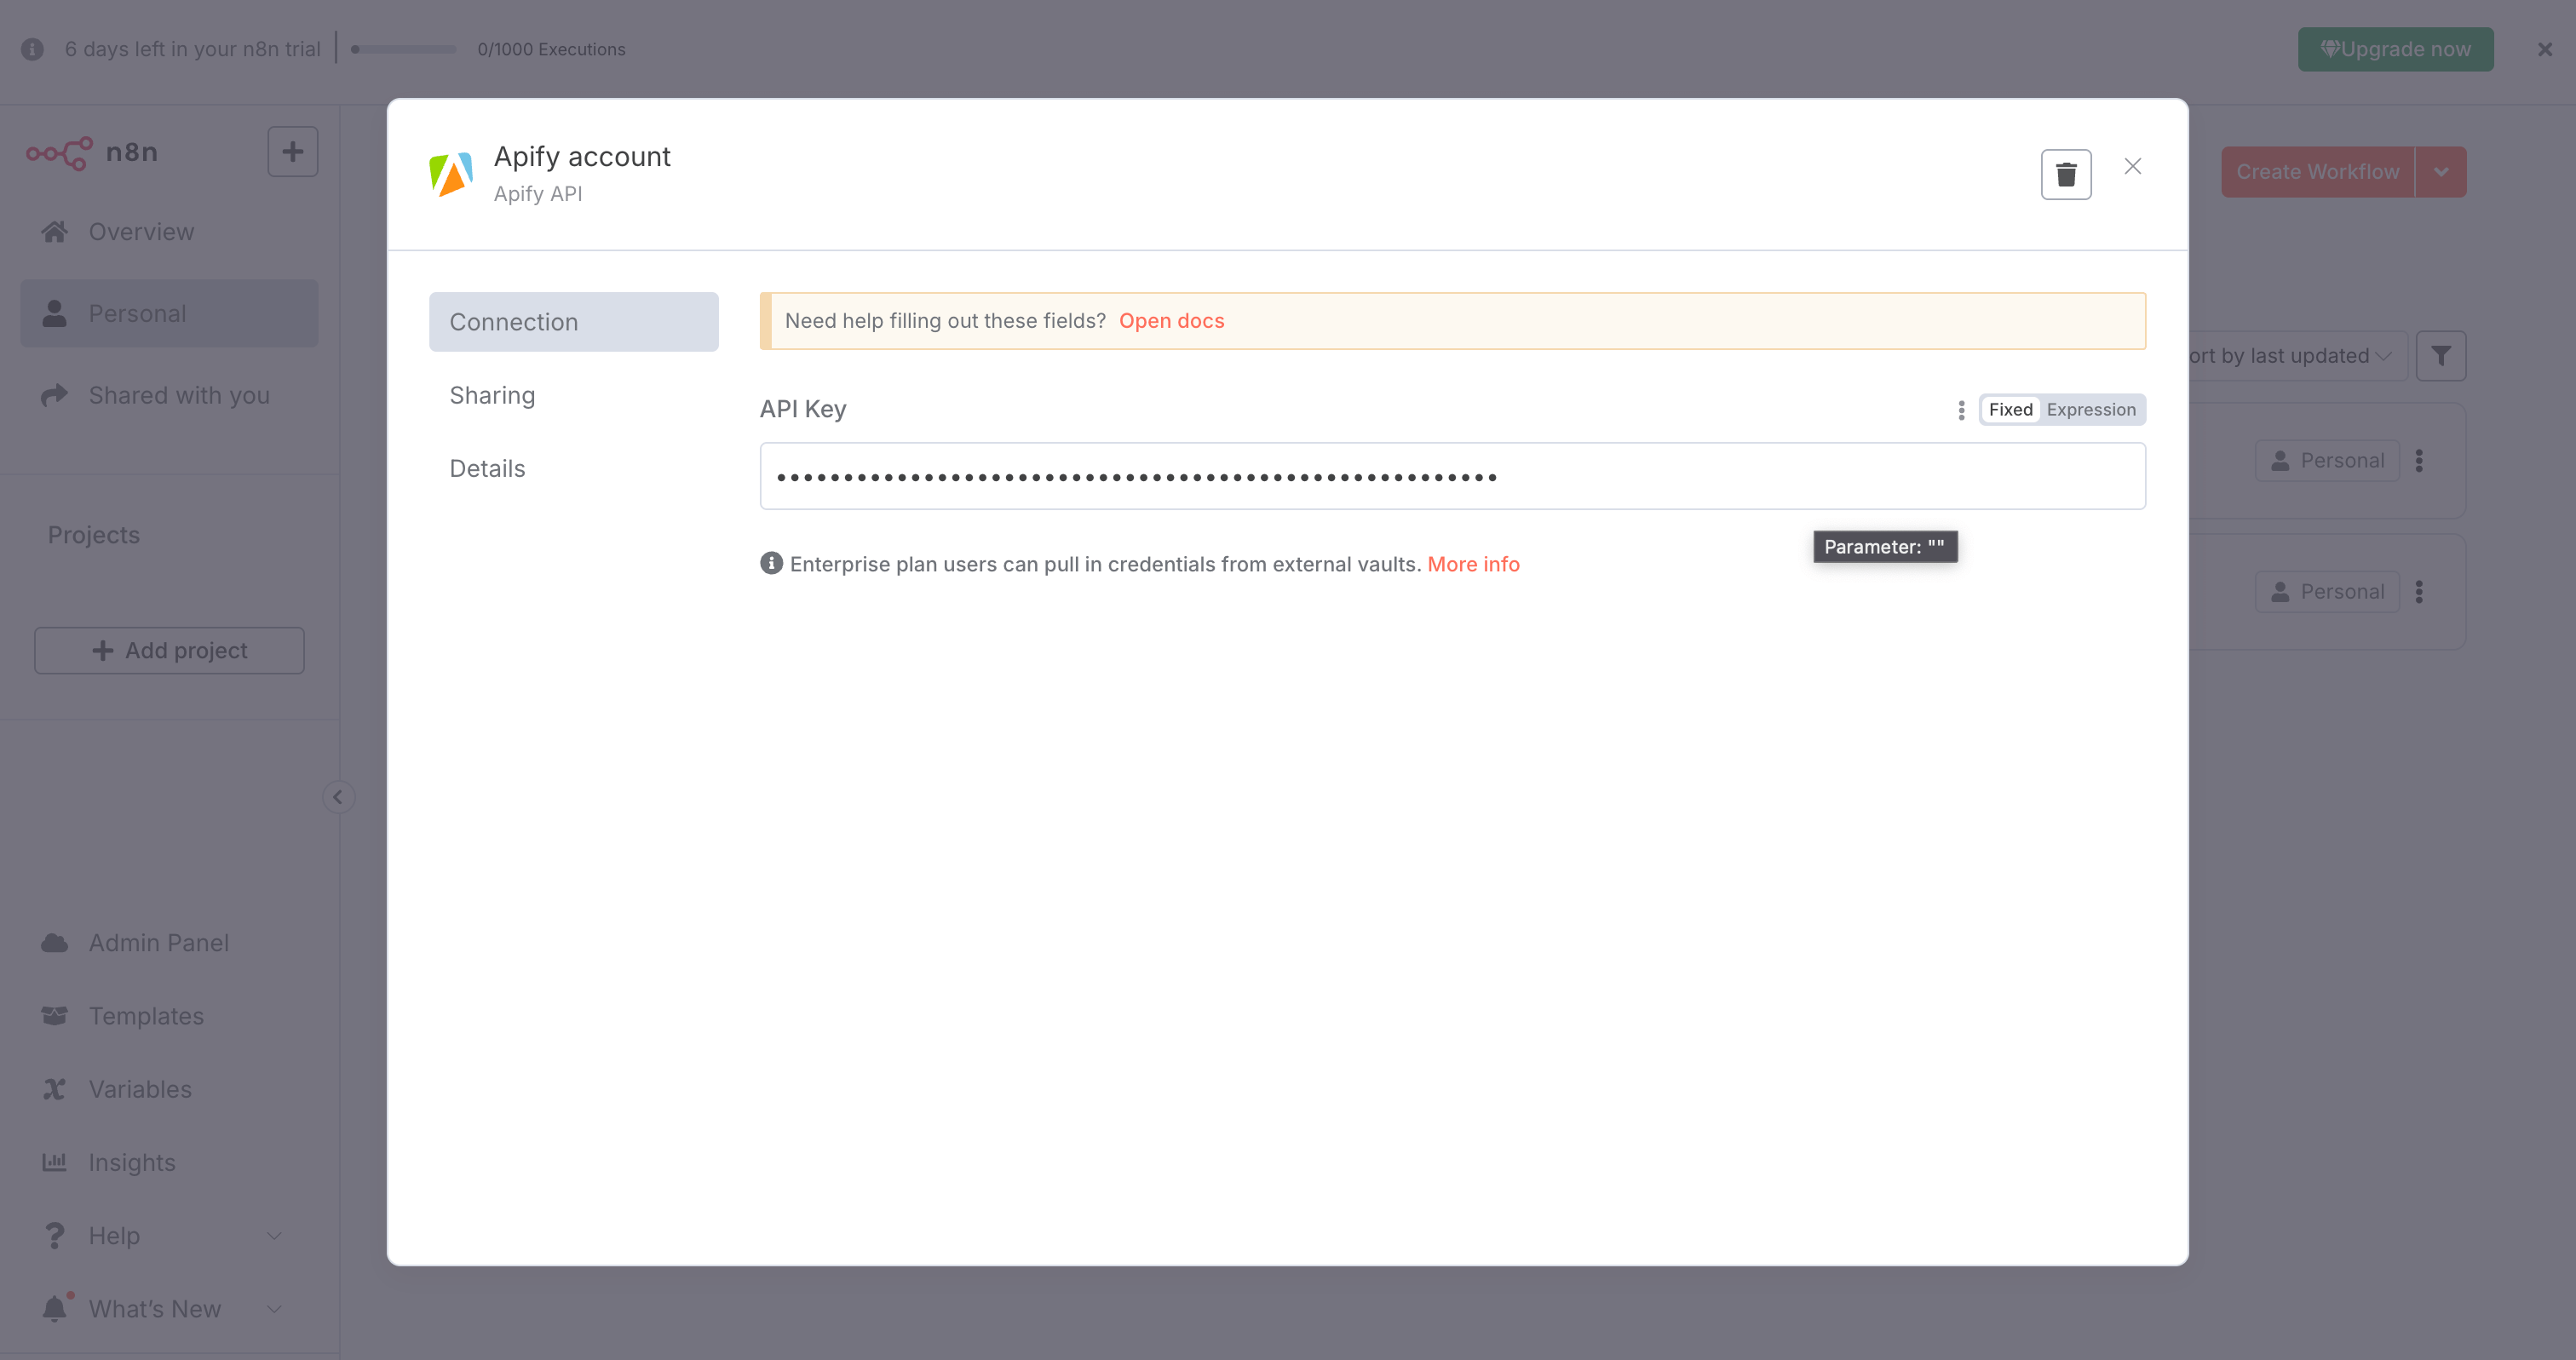 6 days left in your n8n trial
0/1000 Executions
Upgrade now
n8n
Overview
Personal
Shared with you
Projects
Add project
Admin Panel
Templates
Variables
Insights
Help
What's New
Create Workflow
ort by last updated
Personal
Personal
Apify account
Apify API
Connection
Sharing
Details
Need help filling out these fields? Open docs
API Key
Fixed Expression
••••••••••••••••••••••••••••••••••••••••••••••••••••••
Parameter: ""
Enterprise plan users can pull in credentials from external vaults. More info